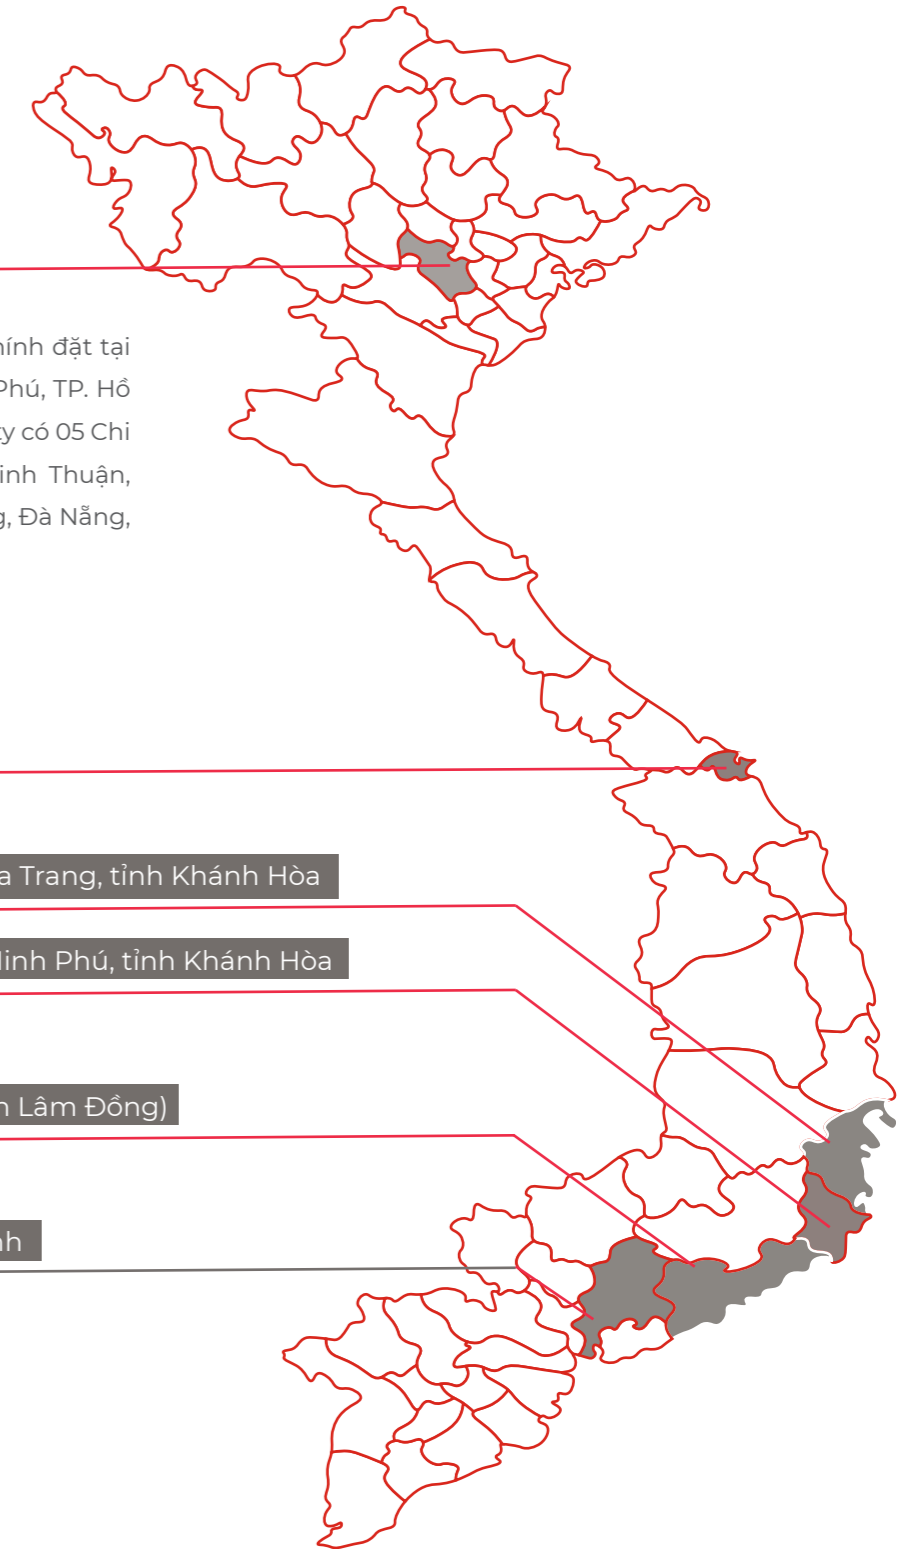 hính đặt tại
Phú, TP. Hồ
ty có 05 Chi
inh Thuận,
g, Đà Nẵng,
a Trang, tỉnh Khánh Hòa
Ninh Phú, tỉnh Khánh Hòa
h Lâm Đồng)
nh